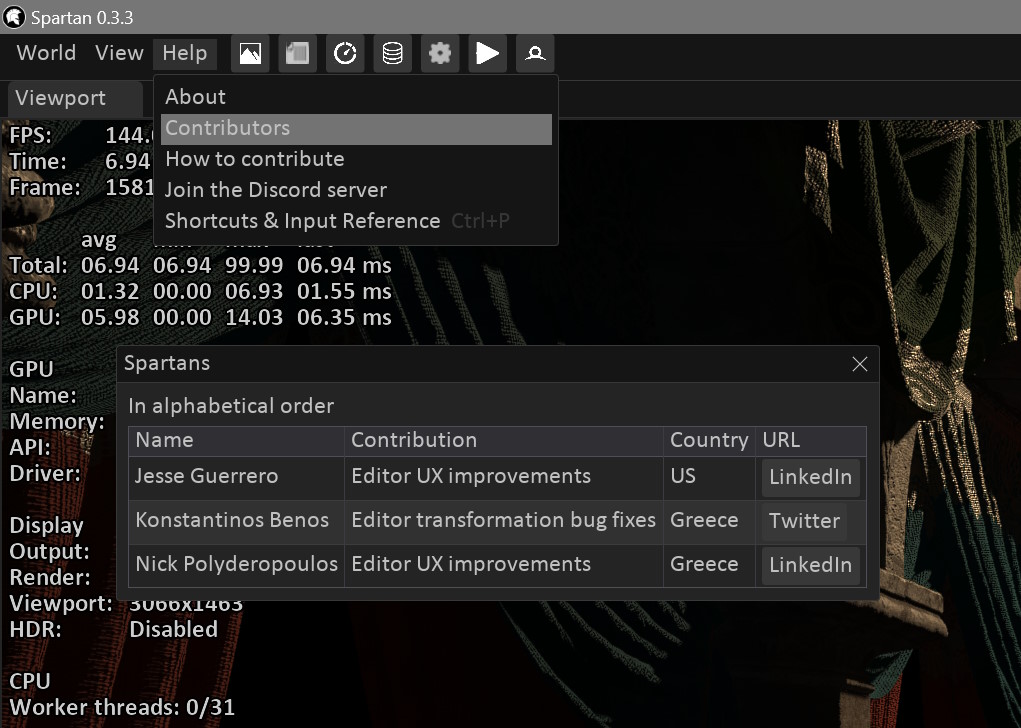 Spartan 0.3.3
World View Help
Viewport
About
Contributors
How to contribute
Join the Discord server
Shortcuts & Input Reference Ctrl+P
FPS: 144.
Time: 6.94
Frame: 1581
avg
Total: 06.94 06.94 99.99 06.94 ms
CPU: 01.32 00.00 06.93 01.55 ms
GPU: 05.98 00.00 14.03 06.35 ms
GPU
Name:
Memory:
API:
Driver:
Spartans
In alphabetical order
Name Contribution Country URL
Jesse Guerrero Editor UX improvements US LinkedIn
Konstantinos Benos Editor transformation bug fixes Greece Twitter
Nick Polyderopoulos Editor UX improvements Greece LinkedIn
Display
Output:
Render:
Viewport: 3066x1463
HDR: Disabled
CPU
Worker threads: 0/31